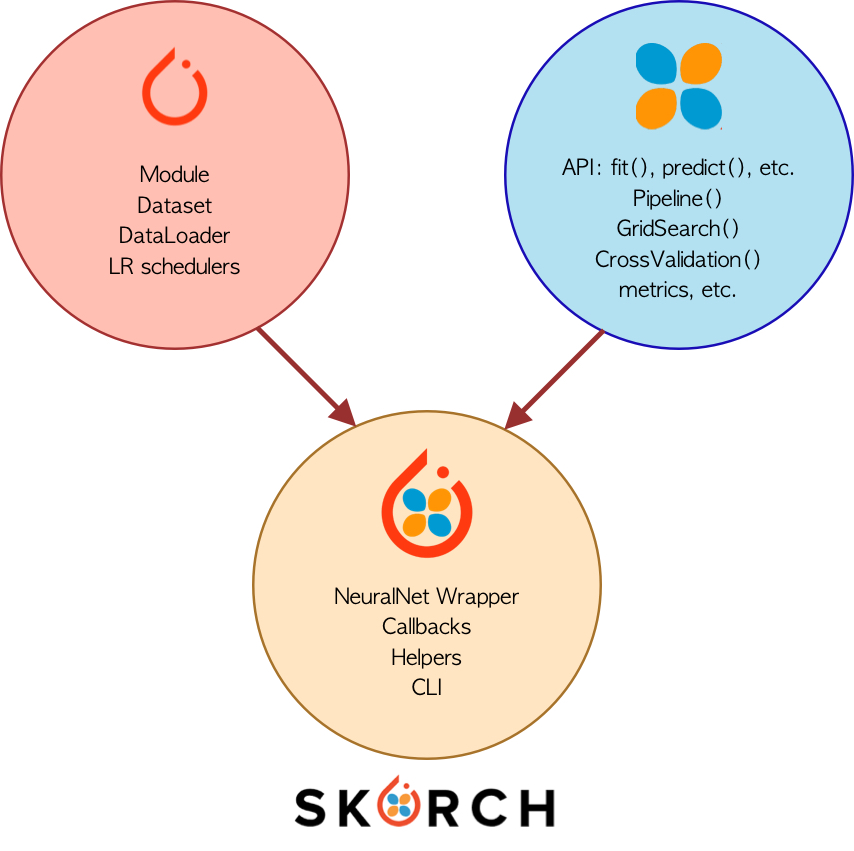 Module
Dataset
DataLoader
LR schedulers
API: fit(), predict(), etc.
Pipeline()
GridSearch()
CrossValidation()
metrics, etc.
NeuralNet Wrapper
Callbacks
Helpers
CLI
SKORCH